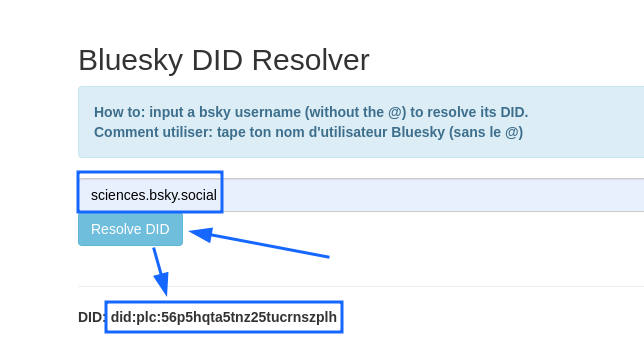 Bluesky DID Resolver
How to: input a bsky username (without the @) to resolve its DID.
Comment utiliser: tape ton nom d'utilisateur Bluesky (sans le @)
sciences.bsky.social
Resolve DID
DID: did:plc:56p5hqta5tnz25tucrnszplh